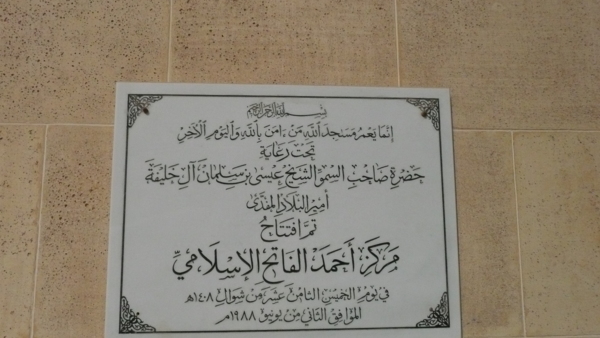 بسم الله الرحمن الرحيم
إنما يعمر مساجد الله من ءامن بالله واليوم الآخر
تحت رعاية
حضرة صاحب السمو الشيخ عيسى بن سلمان آل خليفة
أمير البلاد المفدى
تم افتتاح
مركز أحمد الفاتح الإسلامي
في يوم الخميس الثامن عشر من شوال ١٤٠٨هـ
الموافق الثاني من يونيو ١٩٨٨م